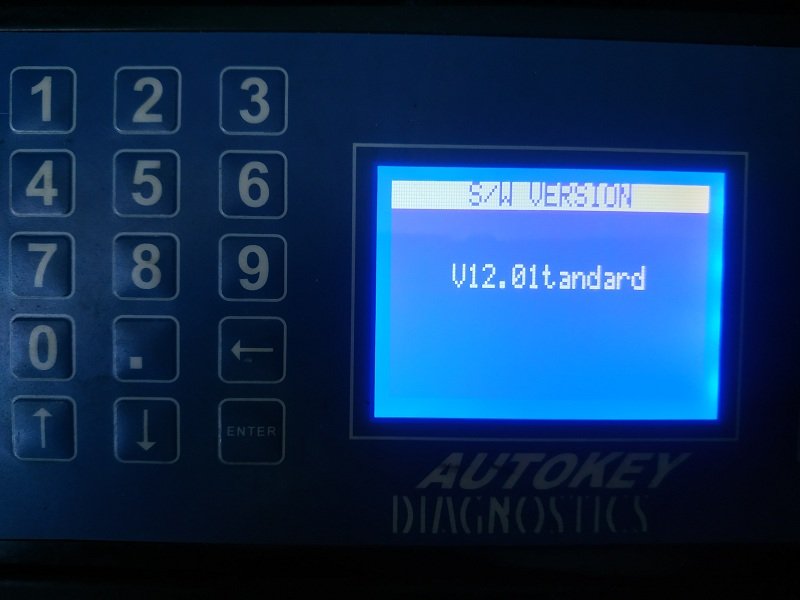 1 2 3
4 5 6
7 8 9
0 . ←
↑ ↓ ENTER
S/W VERSION
V12.01tandard
AUTOKEY
DIAGNOSTICS